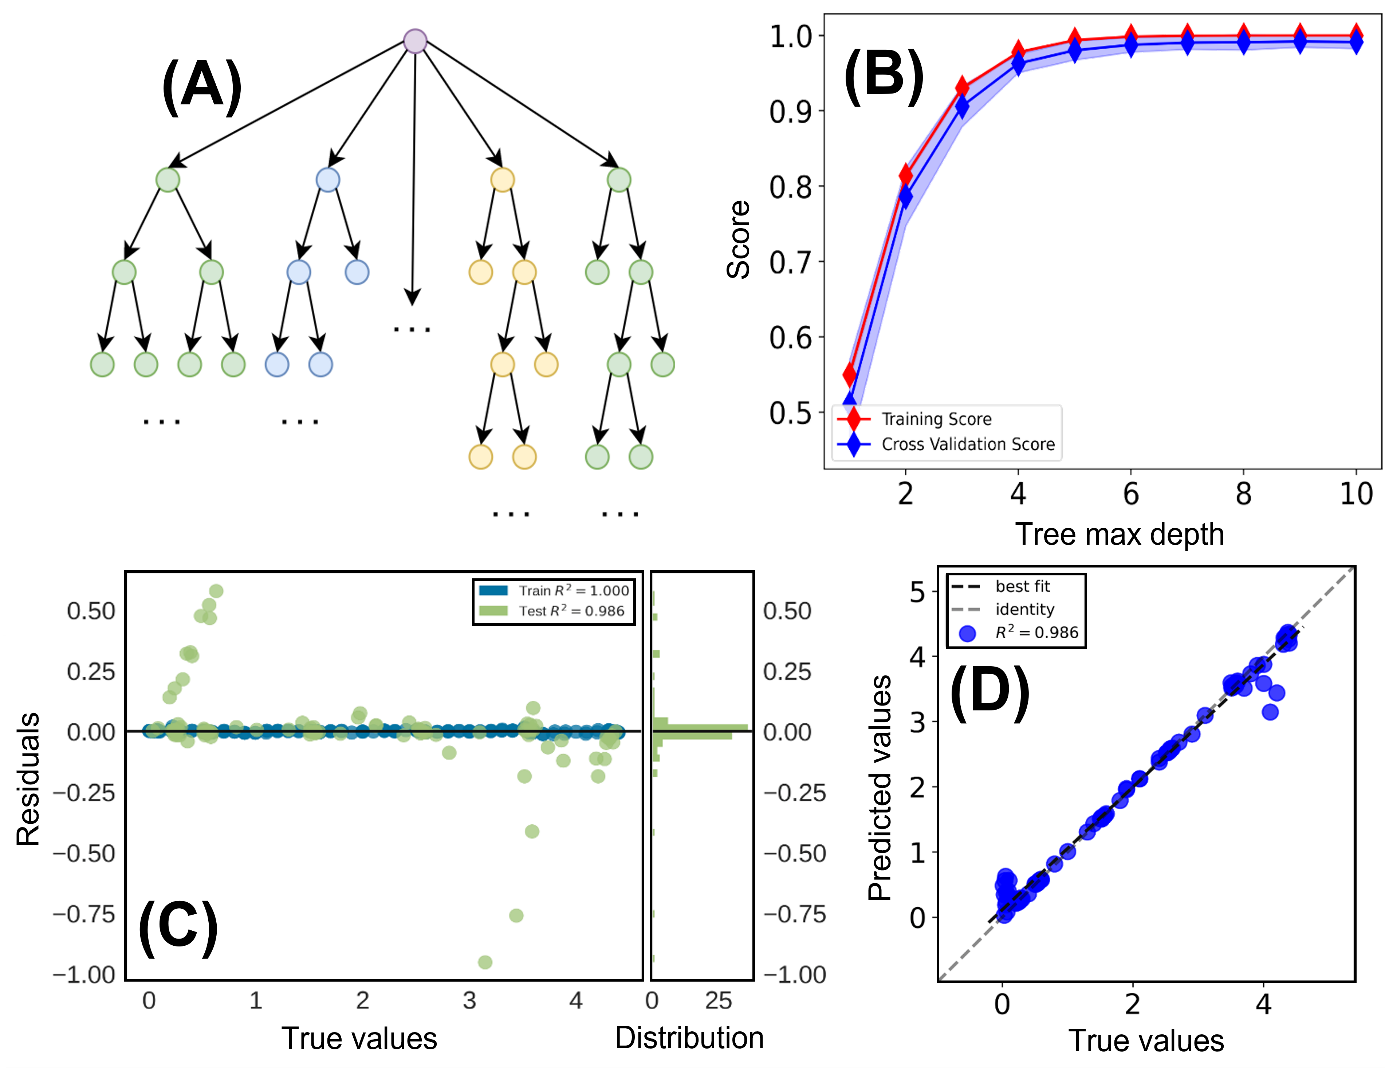 (A)
...
...
...
...
...
(B)
1.0
0.9
0.8
0.7
0.6
0.5
Score
Training Score
Cross Validation Score
2 4 6 8 10
Tree max depth
Train R² = 1.000
Test R² = 0.986
0.50
0.25
0.00
−0.25
−0.50
−0.75
−1.00
Residuals
(C)
0 1 2 3 4
True values
0.50
0.25
0.00
−0.25
−0.50
−0.75
−1.00
0 25
Distribution
best fit
identity
R² = 0.986
(D)
5
4
3
2
1
0
Predicted values
0 2 4
True values